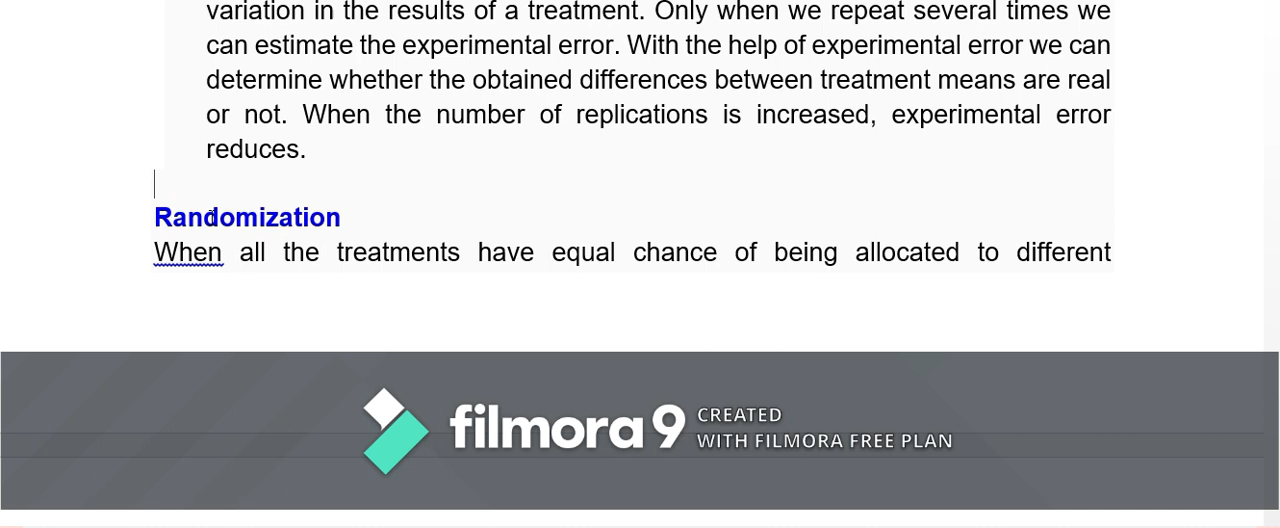 variation in the results of a treatment. Only when we repeat several times we
can estimate the experimental error. With the help of experimental error we can
determine whether the obtained differences between treatment means are real
or not. When the number of replications is increased, experimental error
reduces.
Randomization
When all the treatments have equal chance of being allocated to different
filmora 9 CREATED
WITH FILMORA FREE PLAN